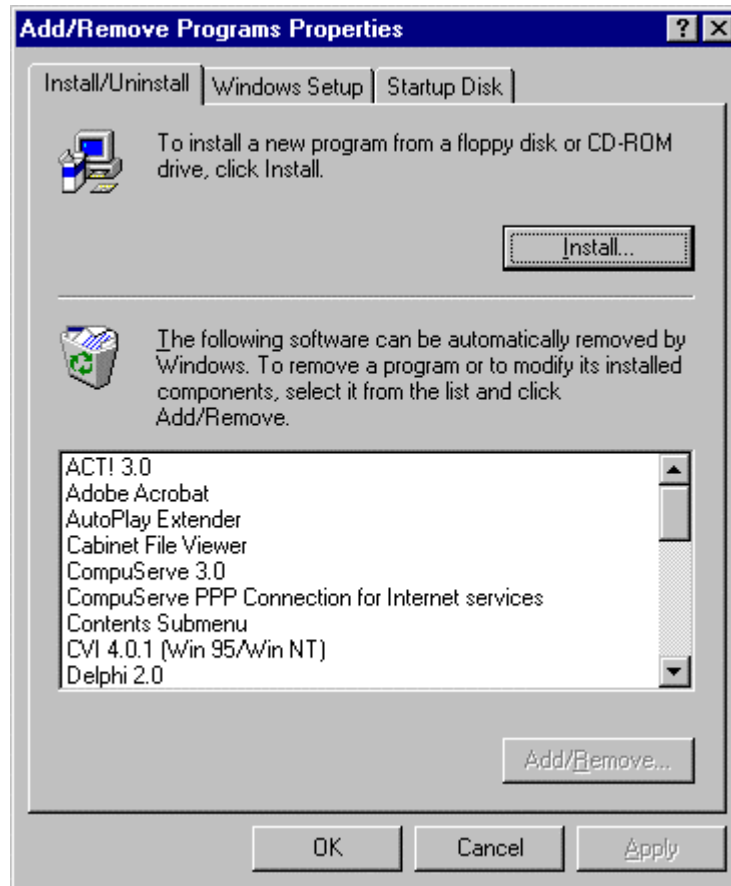 Add/Remove Programs Properties
Install/Uninstall
Windows Setup
Startup Disk
To install a new program from a floppy disk or CD-ROM
drive, click Install.
Install...
The following software can be automatically removed by
Windows. To remove a program or to modify its installed
components, select it from the list and click
Add/Remove.
ACT! 3.0
Adobe Acrobat
AutoPlay Extender
Cabinet File Viewer
CompuServe 3.0
CompuServe PPP Connection for Internet services
Contents Submenu
CVI 4.0.1 (Win 95/Win NT)
Delphi 2.0
Add/Remove...
OK
Cancel
Apply